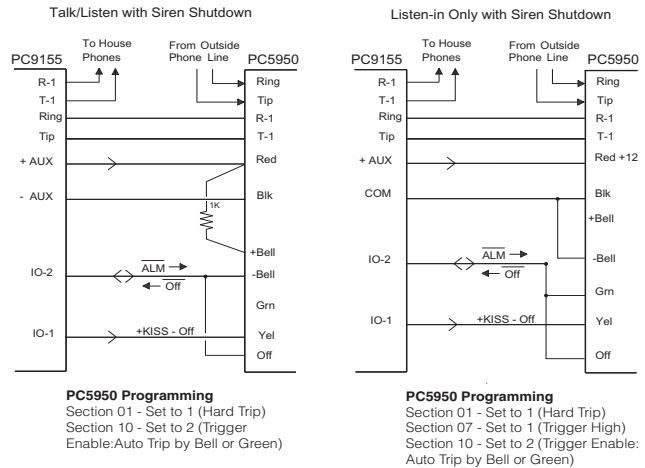 Talk/Listen with Siren Shutdown
To House
Phones
From Outside
Phone Line
PC9155
PC5950
R-1
T-1
Ring
Tip
+ AUX
- AUX
IO-2
IO-1
Ring
Tip
R-1
T-1
Red
Blk
+Bell
-Bell
Grn
Yel
Off
1K
ALM
Off
+KISS - Off
PC5950 Programming
Section 01 - Set to 1 (Hard Trip)
Section 10 - Set to 2 (Trigger
Enable:Auto Trip by Bell or Green)
Listen-in Only with Siren Shutdown
To House
Phones
From Outside
Phone Line
PC9155
PC5950
R-1
T-1
Ring
Tip
+ AUX
COM
IO-2
IO-1
Ring
Tip
R-1
T-1
Red +12
Blk
+Bell
-Bell
Grn
Yel
Off
ALM
Off
+KISS - Off
PC5950 Programming
Section 01 - Set to 1 (Hard Trip)
Section 07 - Set to 1 (Trigger High)
Section 10 - Set to 2 (Trigger Enable:
Auto Trip by Bell or Green)